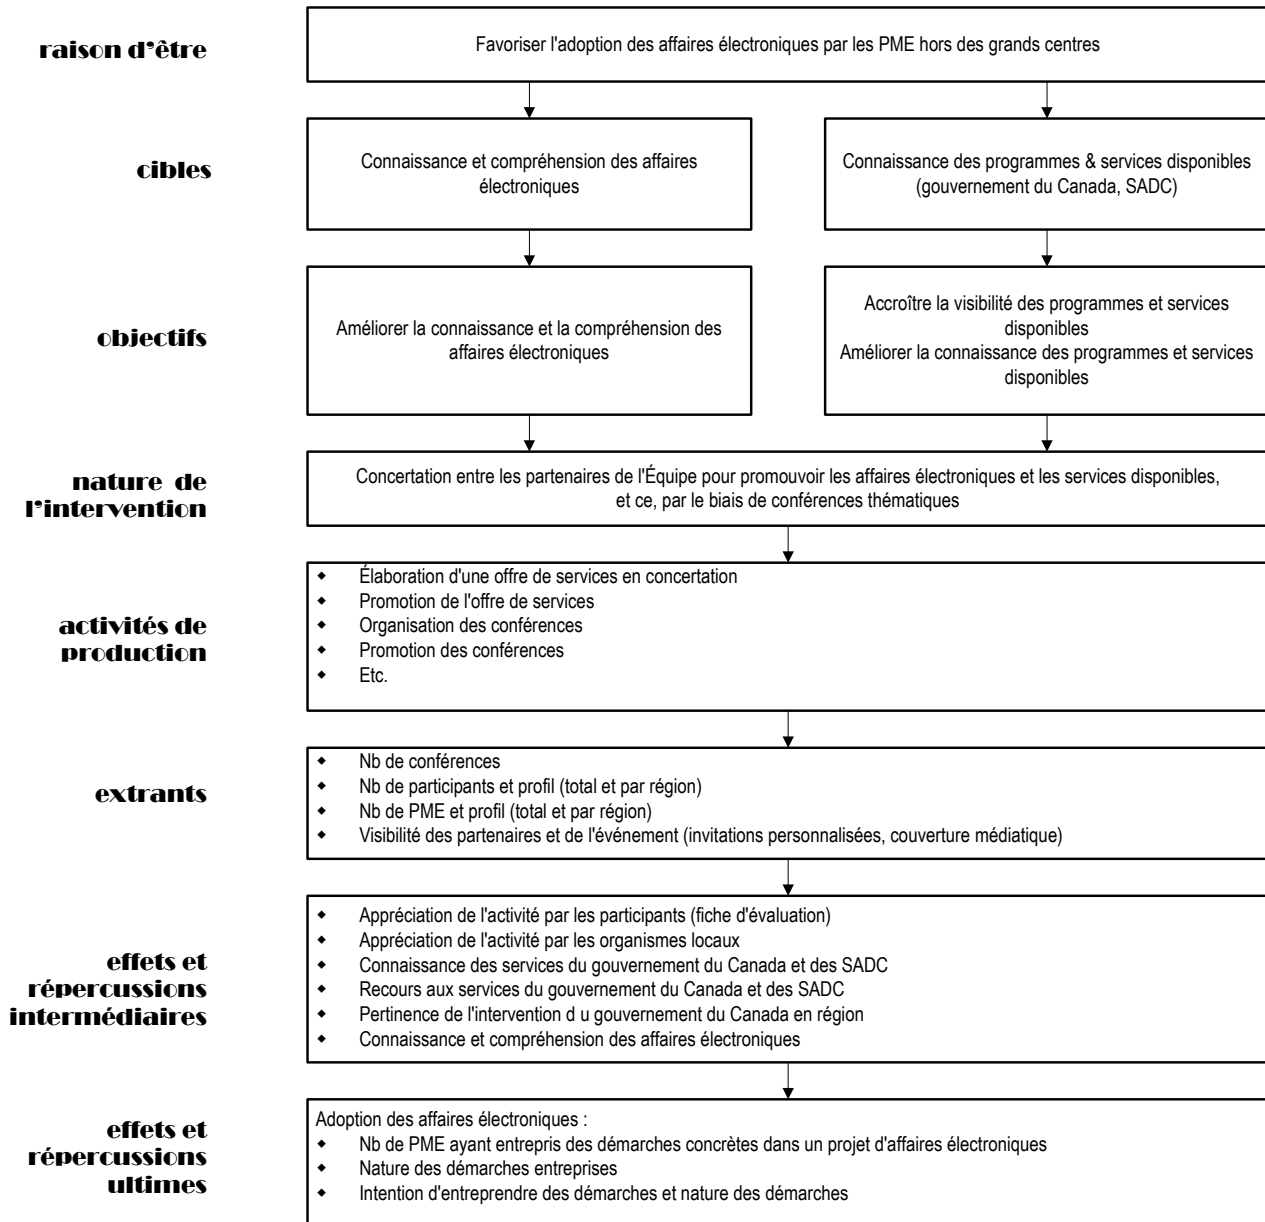 raison d'être
Favoriser l'adoption des affaires électroniques par les PME hors des grands centres
cibles
Connaissance et compréhension des affaires
électroniques
Connaissance des programmes & services disponibles
(gouvernement du Canada, SADC)
objectifs
Améliorer la connaissance et la compréhension des
affaires électroniques
Accroître la visibilité des programmes et services
disponibles
Améliorer la connaissance des programmes et services
disponibles
nature de
l'intervention
Concertation entre les partenaires de l'Équipe pour promouvoir les affaires électroniques et les services disponibles,
et ce, par le biais de conférences thématiques
activités de
production
◆ Élaboration d'une offre de services en concertation
◆ Promotion de l'offre de services
◆ Organisation des conférences
◆ Promotion des conférences
◆ Etc.
extrants
◆ Nb de conférences
◆ Nb de participants et profil (total et par région)
◆ Nb de PME et profil (total et par région)
◆ Visibilité des partenaires et de l'événement (invitations personnalisées, couverture médiatique)
effets et
répercussions
intermédiaires
◆ Appréciation de l'activité par les participants (fiche d'évaluation)
◆ Appréciation de l'activité par les organismes locaux
◆ Connaissance des services du gouvernement du Canada et des SADC
◆ Recours aux services du gouvernement du Canada et des SADC
◆ Pertinence de l'intervention d u gouvernement du Canada en région
◆ Connaissance et compréhension des affaires électroniques
effets et
répercussions
ultimes
Adoption des affaires électroniques :
◆ Nb de PME ayant entrepris des démarches concrètes dans un projet d'affaires électroniques
◆ Nature des démarches entreprises
◆ Intention d'entreprendre des démarches et nature des démarches